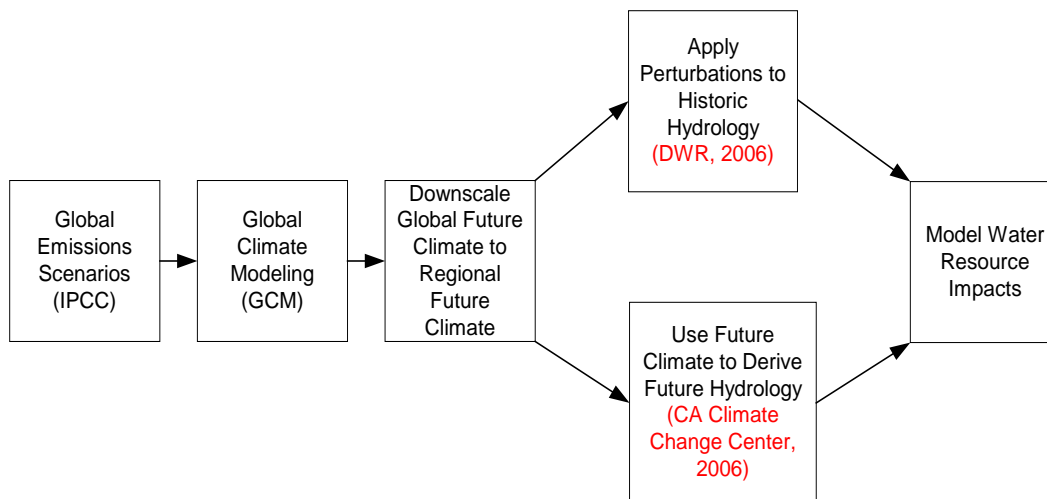 Global
Emissions
Scenarios
(IPCC)
Global
Climate
Modeling
(GCM)
Downscale
Global Future
Climate to
Regional
Future
Climate
Apply
Perturbations to
Historic
Hydrology
(DWR, 2006)
Use Future
Climate to Derive
Future Hydrology
(CA Climate
Change Center,
2006)
Model Water
Resource
Impacts